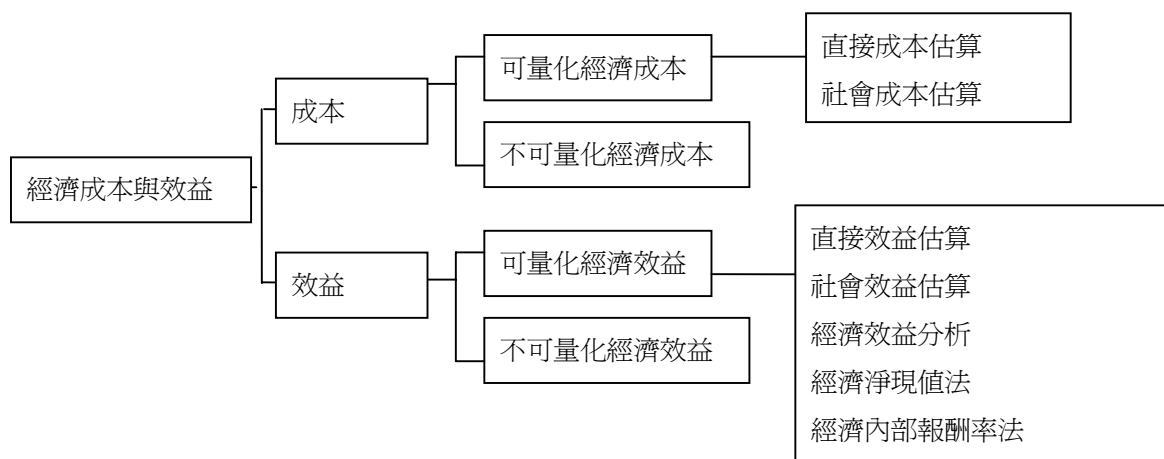 經濟成本與效益
成本
可量化經濟成本
直接成本估算
社會成本估算
不可量化經濟成本
效益
可量化經濟效益
直接效益估算
社會效益估算
經濟效益分析
經濟淨現值法
經濟內部報酬率法
不可量化經濟效益